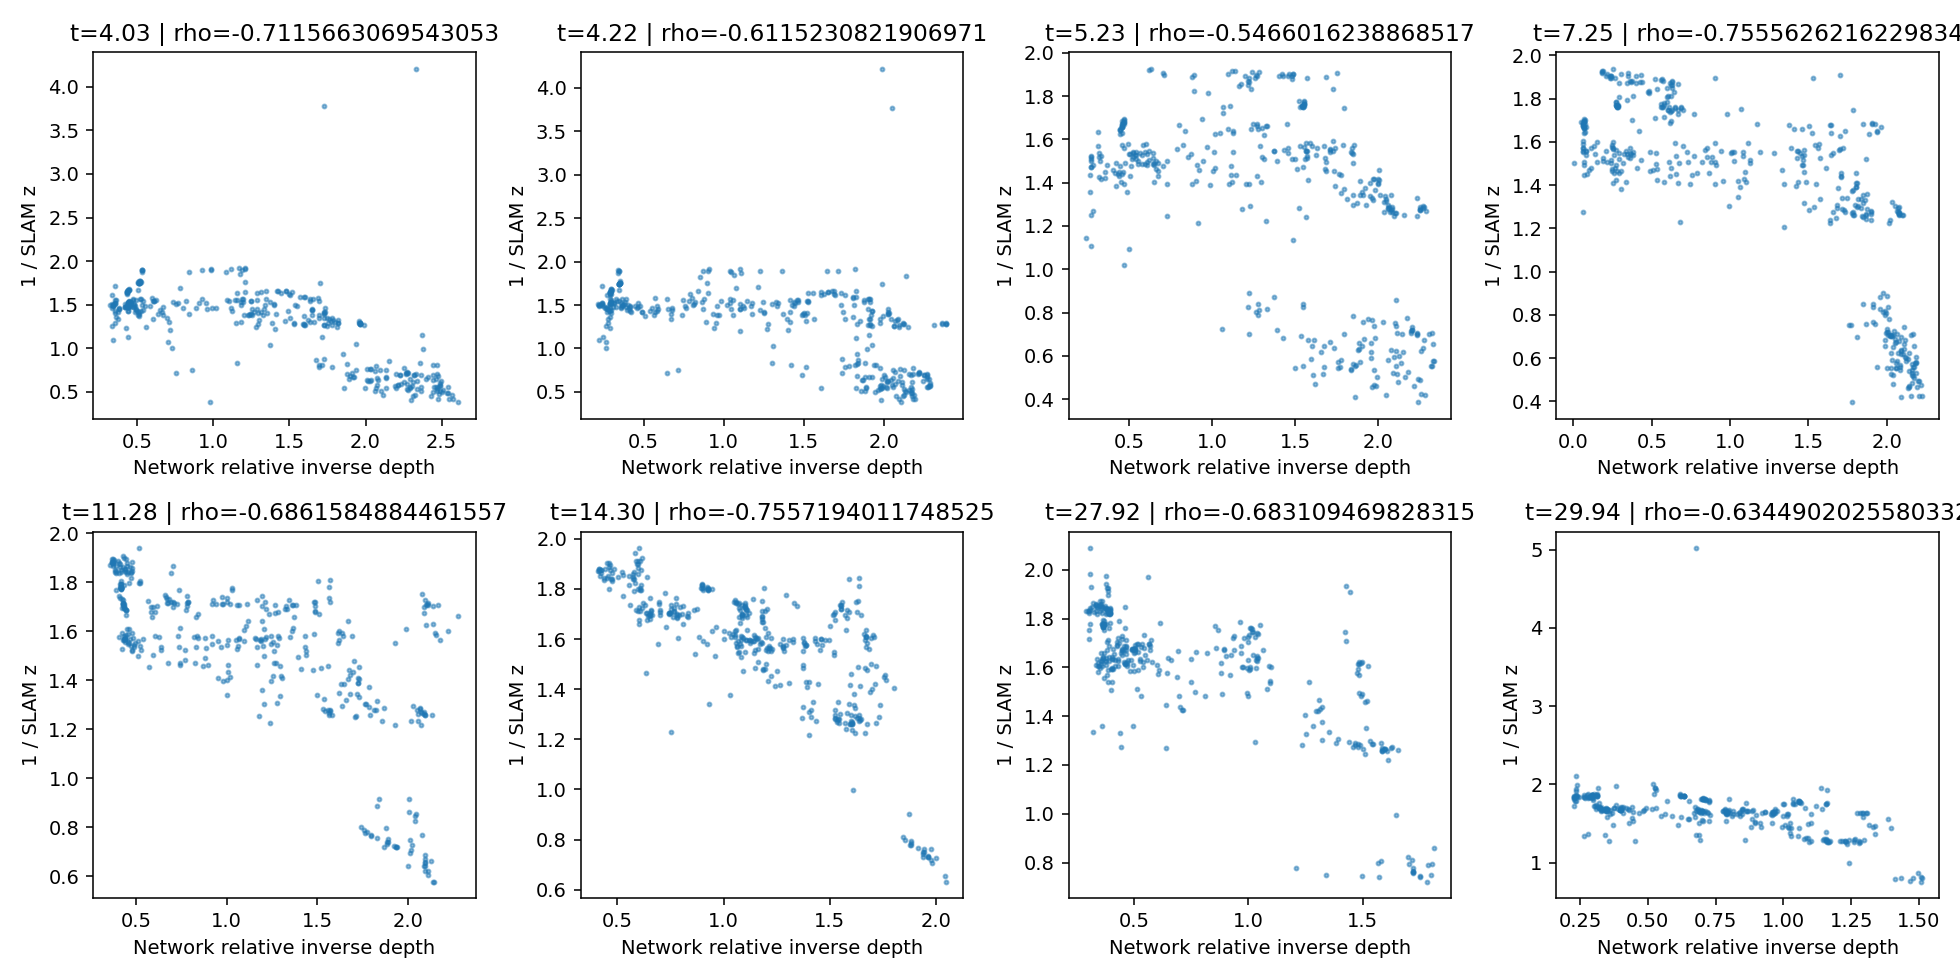 t=4.03 | rho=-0.7115663069543053
4.0
3.5
3.0
2.5
2.0
1.5
1.0
0.5
1 / SLAM z
0.5 1.0 1.5 2.0 2.5
Network relative inverse depth
t=4.22 | rho=-0.6115230821906971
4.0
3.5
3.0
2.5
2.0
1.5
1.0
0.5
1 / SLAM z
0.5 1.0 1.5 2.0
Network relative inverse depth
t=5.23 | rho=-0.5466016238868517
2.0
1.8
1.6
1.4
1.2
1.0
0.8
0.6
0.4
1 / SLAM z
0.5 1.0 1.5 2.0
Network relative inverse depth
t=7.25 | rho=-0.7555626216229834
2.0
1.8
1.6
1.4
1.2
1.0
0.8
0.6
0.4
1 / SLAM z
0.0 0.5 1.0 1.5 2.0
Network relative inverse depth
t=11.28 | rho=-0.6861584884461557
2.0
1.8
1.6
1.4
1.2
1.0
0.8
0.6
1 / SLAM z
0.5 1.0 1.5 2.0
Network relative inverse depth
t=14.30 | rho=-0.7557194011748525
2.0
1.8
1.6
1.4
1.2
1.0
0.8
0.6
1 / SLAM z
0.5 1.0 1.5 2.0
Network relative inverse depth
t=27.92 | rho=-0.683109469828315
2.0
1.8
1.6
1.4
1.2
1.0
0.8
1 / SLAM z
0.5 1.0 1.5
Network relative inverse depth
t=29.94 | rho=-0.6344902025580332
5
4
3
2
1
1 / SLAM z
0.25 0.50 0.75 1.00 1.25 1.50
Network relative inverse depth